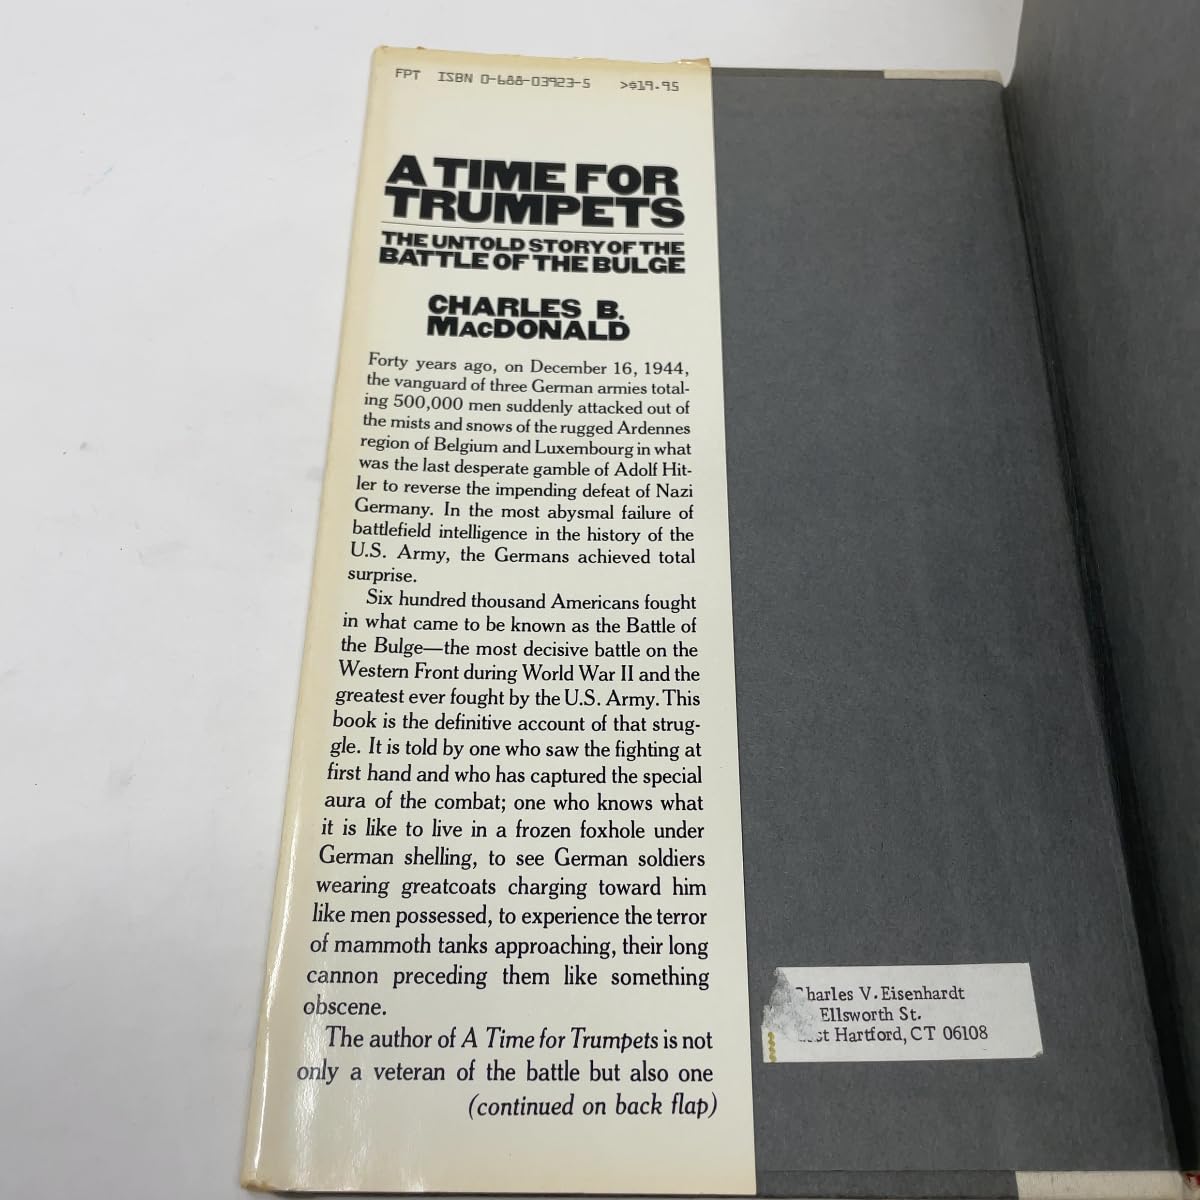 FPT ISBN 0-688-03923-5 >$19.95
A TIME FOR
TRUMPETS
THE UNTOLD STORY OF THE
BATTLE OF THE BULGE
CHARLES B.
MACDONALD
Forty years ago, on December 16, 1944,
the vanguard of three German armies total-
ing 500,000 men suddenly attacked out of
the mists and snows of the rugged Ardennes
region of Belgium and Luxembourg in what
was the last desperate gamble of Adolf Hit-
ler to reverse the impending defeat of Nazi
Germany. In the most abysmal failure of
battlefield intelligence in the history of the
U.S. Army, the Germans achieved total
surprise.
Six hundred thousand Americans fought
in what came to be known as the Battle of
the Bulge—the most decisive battle on the
Western Front during World War II and the
greatest ever fought by the U.S. Army. This
book is the definitive account of that strug-
gle. It is told by one who saw the fighting at
first hand and who has captured the special
aura of the combat; one who knows what
it is like to live in a frozen foxhole under
German shelling, to see German soldiers
wearing greatcoats charging toward him
like men possessed, to experience the terror
of mammoth tanks approaching, their long
cannon preceding them like something
obscene.
The author of A Time for Trumpets is not
only a veteran of the battle but also one
(continued on back flap)
Charles V. Eisenhardt
Ellsworth St.
Hartford, CT 06108